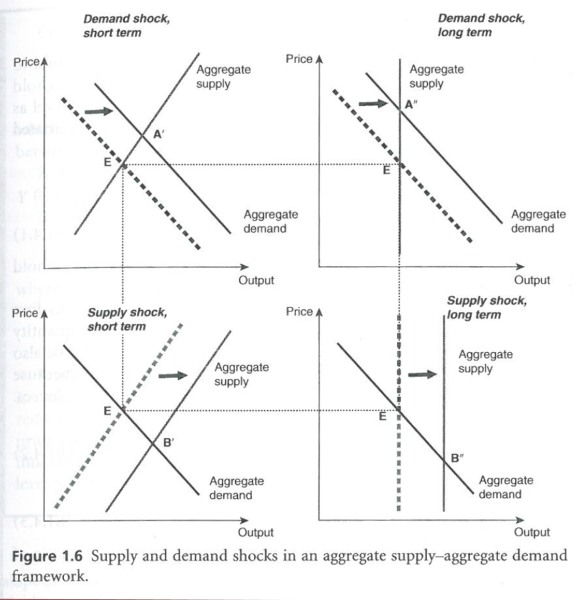 Demand shock,
short term
Price
Aggregate
supply
A′
E
Aggregate
demand
Output
Demand shock,
long term
Price
Aggregate
supply
A″
E
Aggregate
demand
Output
Supply shock,
short term
Price
Aggregate
supply
E
B′
Aggregate
demand
Output
Supply shock,
long term
Price
Aggregate
supply
E
B″
Aggregate
demand
Output
Figure 1.6 Supply and demand shocks in an aggregate supply–aggregate demand
framework.